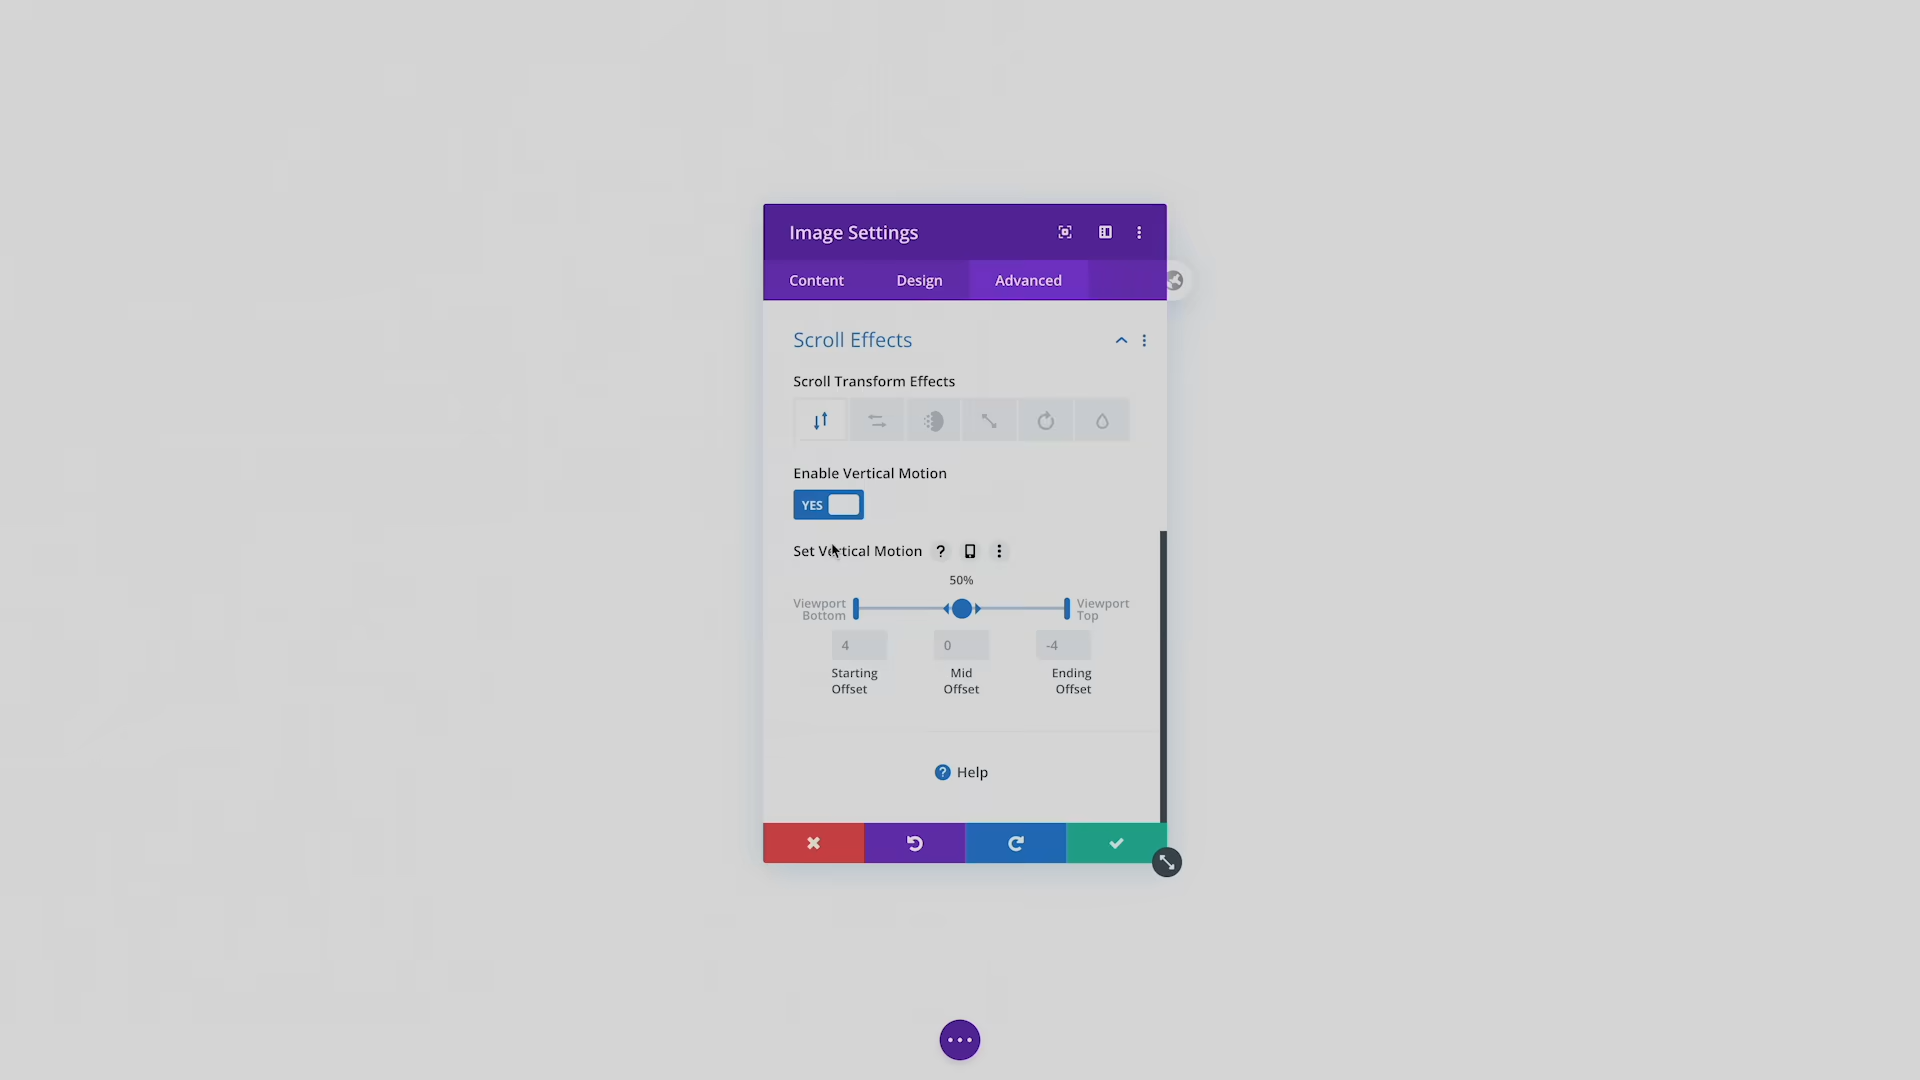 Image Settings
Content Design Advanced
Scroll Effects
Scroll Transform Effects
Enable Vertical Motion
YES
Set Vertical Motion ?
50%
Viewport Bottom
Viewport Top
4 0 -4
Starting Offset
Mid Offset
Ending Offset
? Help